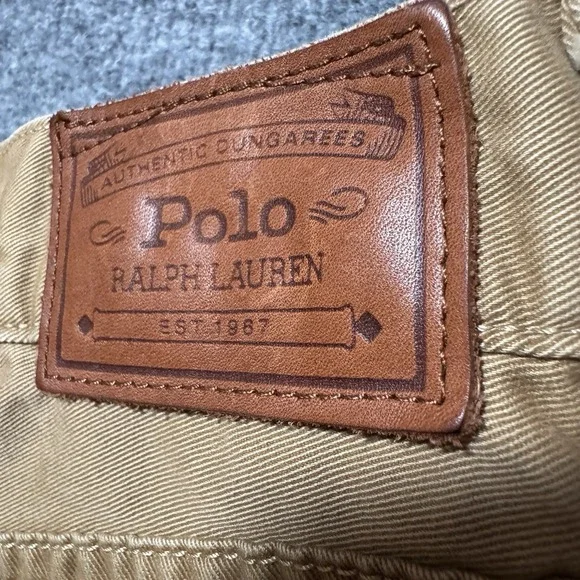 AUTHENTIC DUNGAREES
Polo
RALPH LAUREN
EST 1967